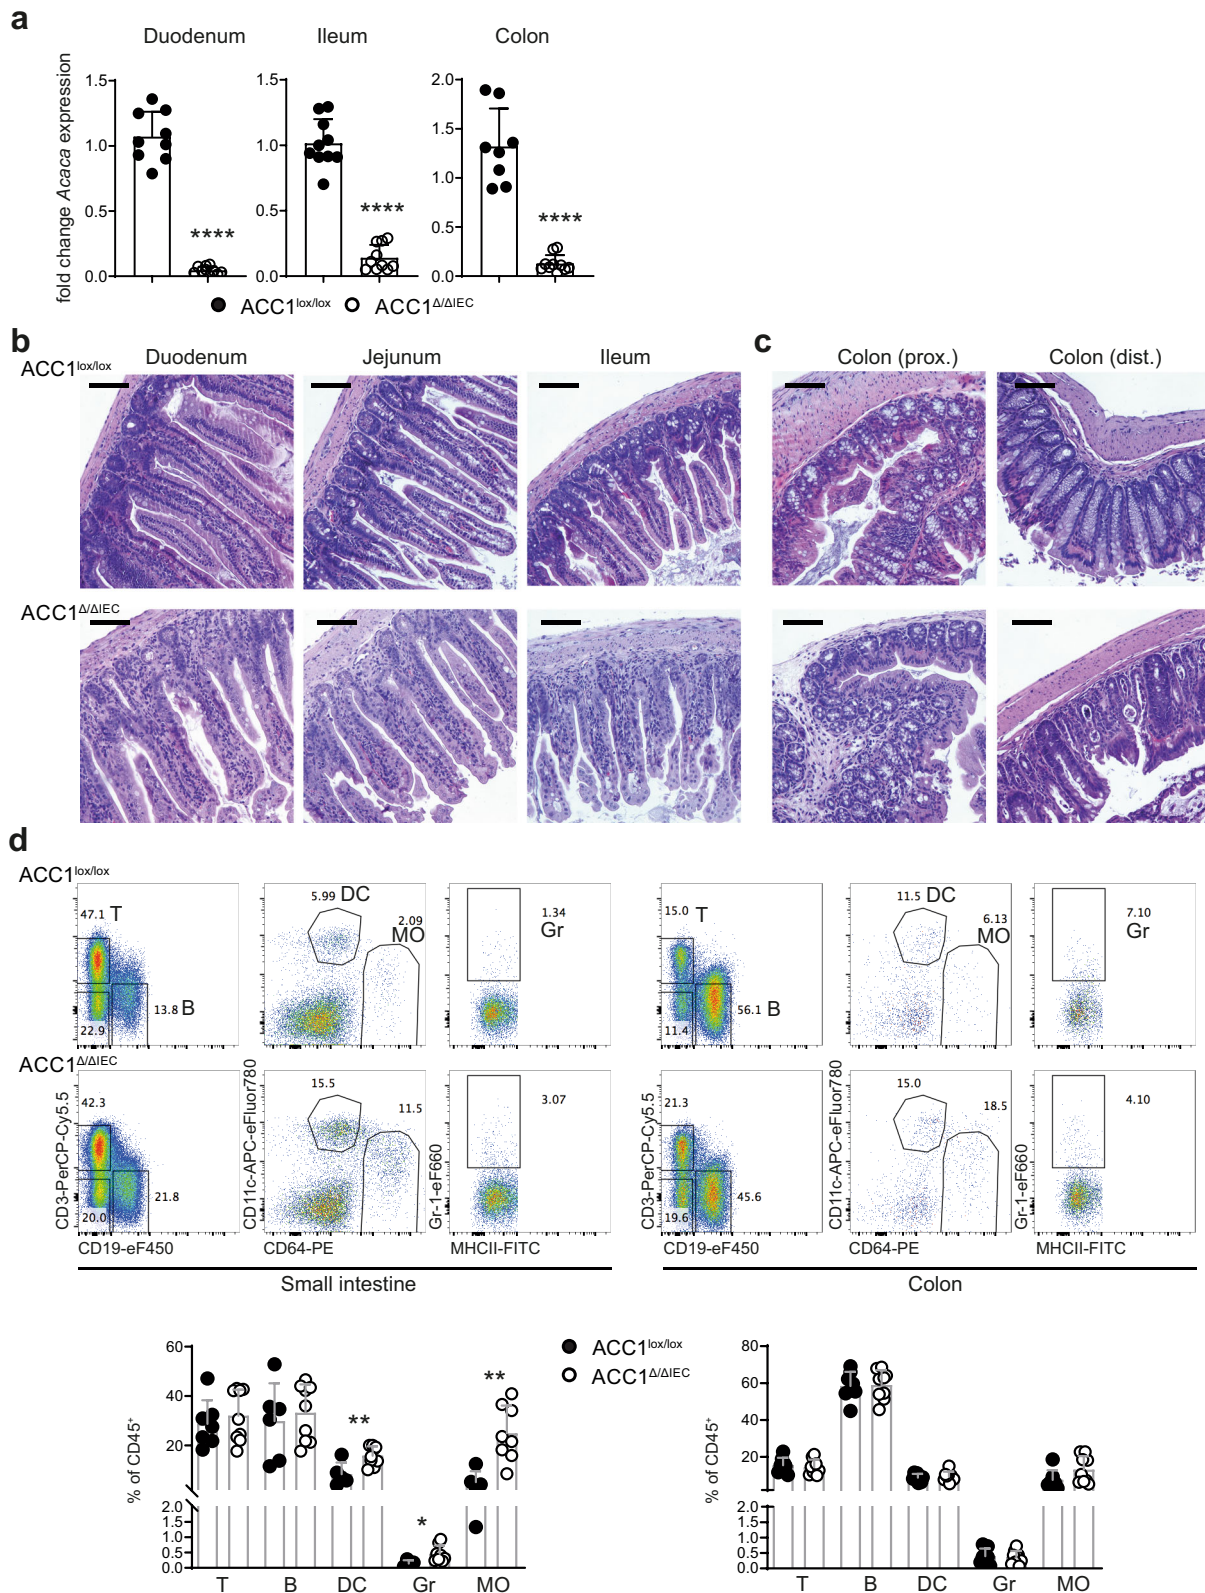 a
Duodenum Ileum Colon
fold change Acaca expression
1.5 1.5 2.0
1.0 1.0 1.5
0.5 0.5 1.0
0.0 0.0 0.5
0.0
**** **** ****
ACC1lox/lox ACC1Δ/ΔIEC
b
Duodenum Jejunum Ileum
c
Colon (prox.) Colon (dist.)
ACC1lox/lox
ACC1Δ/ΔIEC
d
ACC1lox/lox
47.1 T
13.8 B
22.9
5.99 DC
2.09
MO
1.34
Gr
15.0 T
56.1 B
11.4
11.5 DC
6.13
MO
7.10
Gr
ACC1Δ/ΔIEC
CD3-PerCP-Cy5.5
42.3
21.8
20.0
CD19-eF450
CD11c-APC-eFluor780
15.5
11.5
CD64-PE
Gr-1-eF660
3.07
MHCII-FITC
Small intestine
CD3-PerCP-Cy5.5
21.3
45.6
19.6
CD19-eF450
CD11c-APC-eFluor780
15.0
18.5
CD64-PE
Gr-1-eF660
4.10
MHCII-FITC
Colon
ACC1lox/lox
ACC1Δ/ΔIEC
% of CD45+
60
40
20
2.0
1.5
1.0
0.5
0.0
** * **
T B DC Gr MO
% of CD45+
80
60
40
20
2.0
1.5
1.0
0.5
0.0
T B DC Gr MO